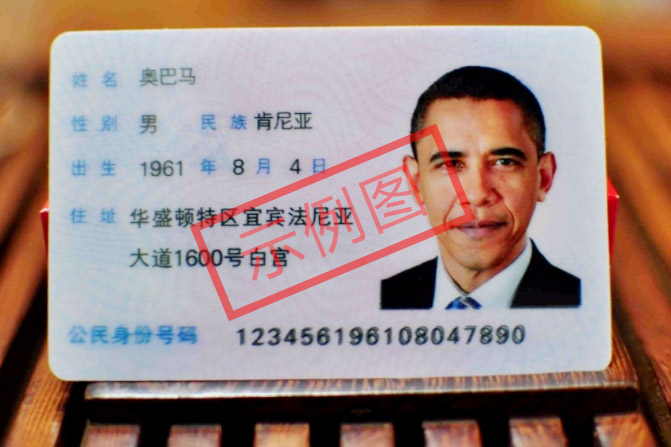 姓名 奥巴马
性别 男 民族 肯尼亚
出生 1961 年 8 月 4 日
住址 华盛顿特区宜宾法尼亚
大道1600号白宫
示例图
公民身份号码 123456196108047890